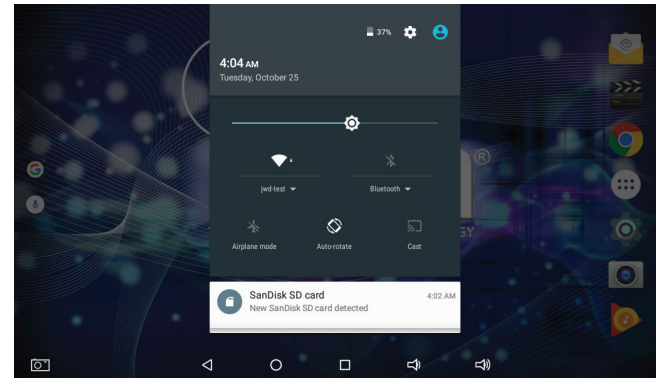 37%
4:04 AM
Tuesday, October 25
jwd-test
Bluetooth
®
GY
Airplane mode
Auto-rotate
Cast
SanDisk SD card
4:02 AM
New SanDisk SD card detected